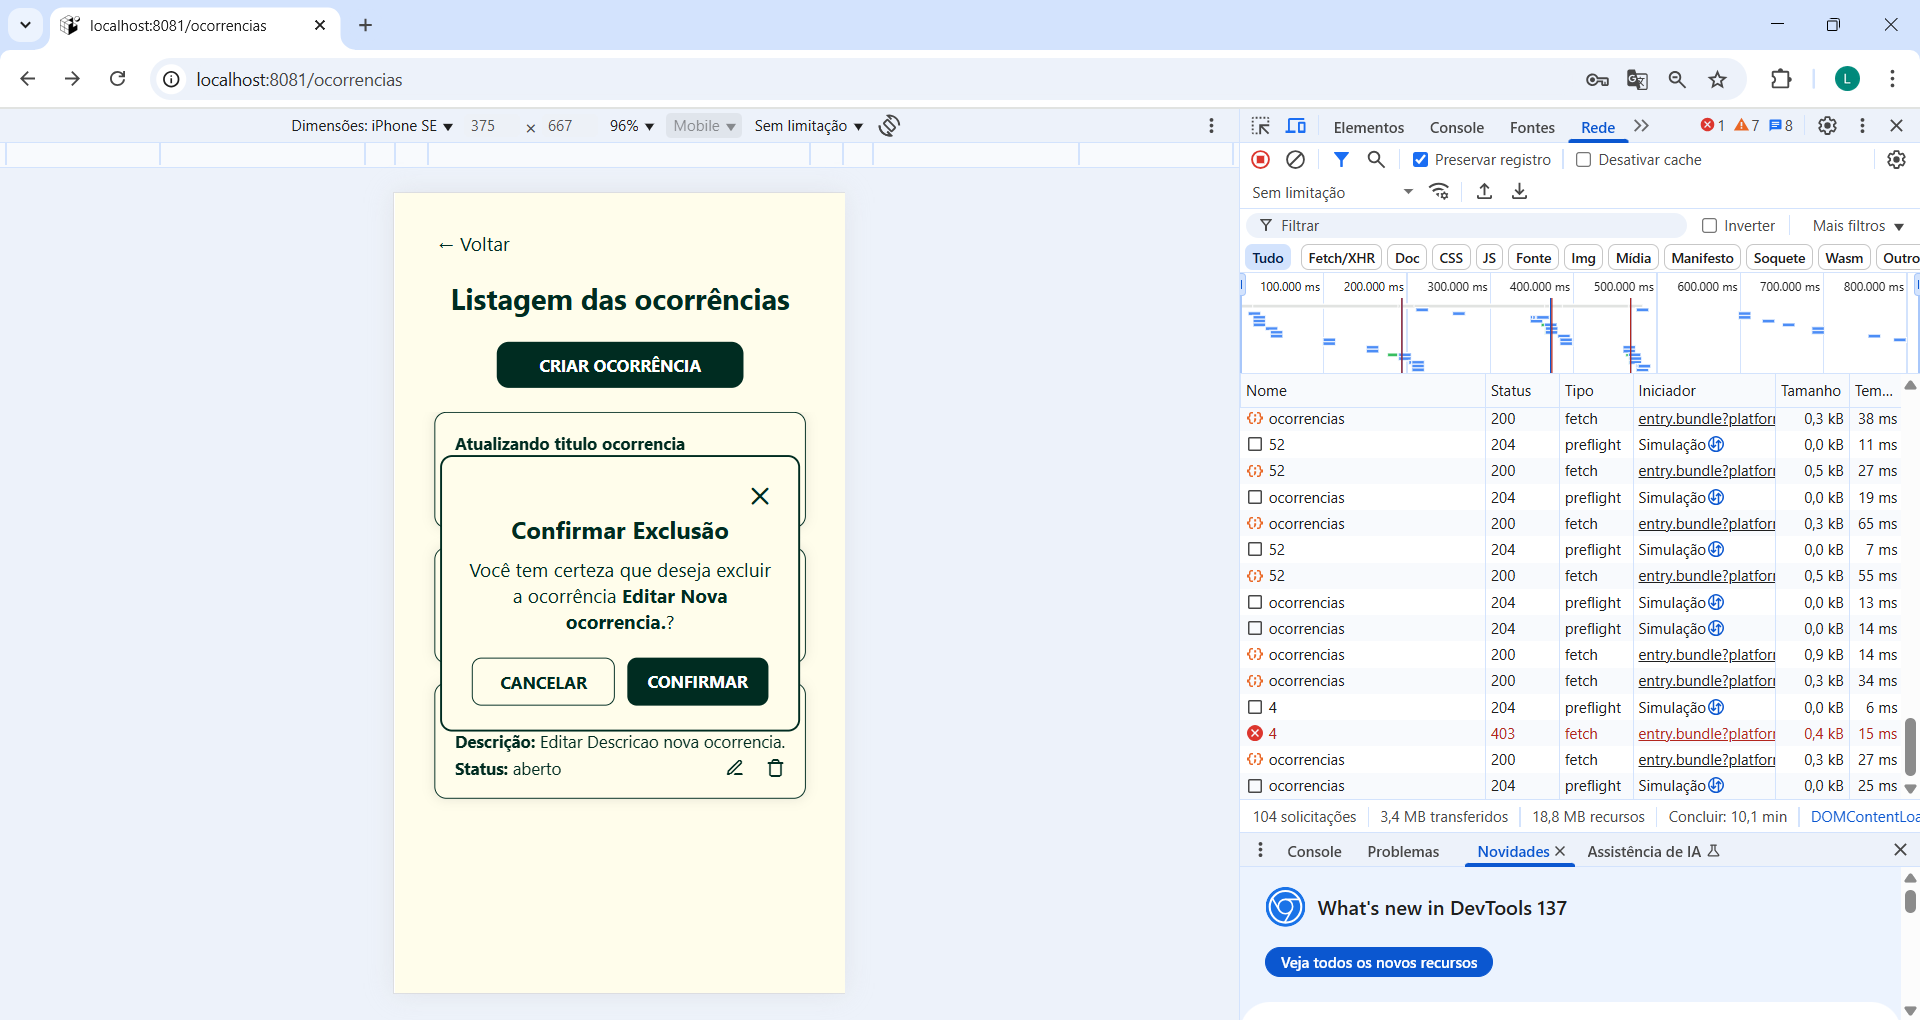 localhost:8081/ocorrencias
localhost:8081/ocorrencias
L
Dimensões: iPhone SE ▼ 375 × 667 96% ▼ Mobile ▼ Sem limitação ▼
Elementos Console Fontes Rede 1 7 8
Preservar registro Desativar cache
Sem limitação
Filtrar Inverter Mais filtros ▼
Tudo Fetch/XHR Doc CSS JS Fonte Img Mídia Manifesto Soquete Wasm Outro
100.000 ms 200.000 ms 300.000 ms 400.000 ms 500.000 ms 600.000 ms 700.000 ms 800.000 ms
Nome Status Tipo Iniciador Tamanho Tem...
ocorrencias 200 fetch entry.bundle?platforr 0,3 kB 38 ms
52 204 preflight Simulação 0,0 kB 11 ms
52 200 fetch entry.bundle?platforr 0,5 kB 27 ms
ocorrencias 204 preflight Simulação 0,0 kB 19 ms
ocorrencias 200 fetch entry.bundle?platforr 0,3 kB 65 ms
52 204 preflight Simulação 0,0 kB 7 ms
52 200 fetch entry.bundle?platforr 0,5 kB 55 ms
ocorrencias 204 preflight Simulação 0,0 kB 13 ms
ocorrencias 204 preflight Simulação 0,0 kB 14 ms
ocorrencias 200 fetch entry.bundle?platforr 0,9 kB 14 ms
ocorrencias 200 fetch entry.bundle?platforr 0,3 kB 34 ms
4 204 preflight Simulação 0,0 kB 6 ms
4 403 fetch entry.bundle?platforr 0,4 kB 15 ms
ocorrencias 200 fetch entry.bundle?platforr 0,3 kB 27 ms
ocorrencias 204 preflight Simulação 0,0 kB 25 ms
104 solicitações 3,4 MB transferidos 18,8 MB recursos Concluir: 10,1 min DOMContentLoa
Console Problemas Novidades Assistência de IA
What's new in DevTools 137
Veja todos os novos recursos
← Voltar
Listagem das ocorrências
CRIAR OCORRÊNCIA
Atualizando titulo ocorrencia
Confirmar Exclusão
Você tem certeza que deseja excluir
a ocorrência Editar Nova
ocorrencia.?
CANCELAR CONFIRMAR
Descrição: Editar Descricao nova ocorrencia.
Status: aberto